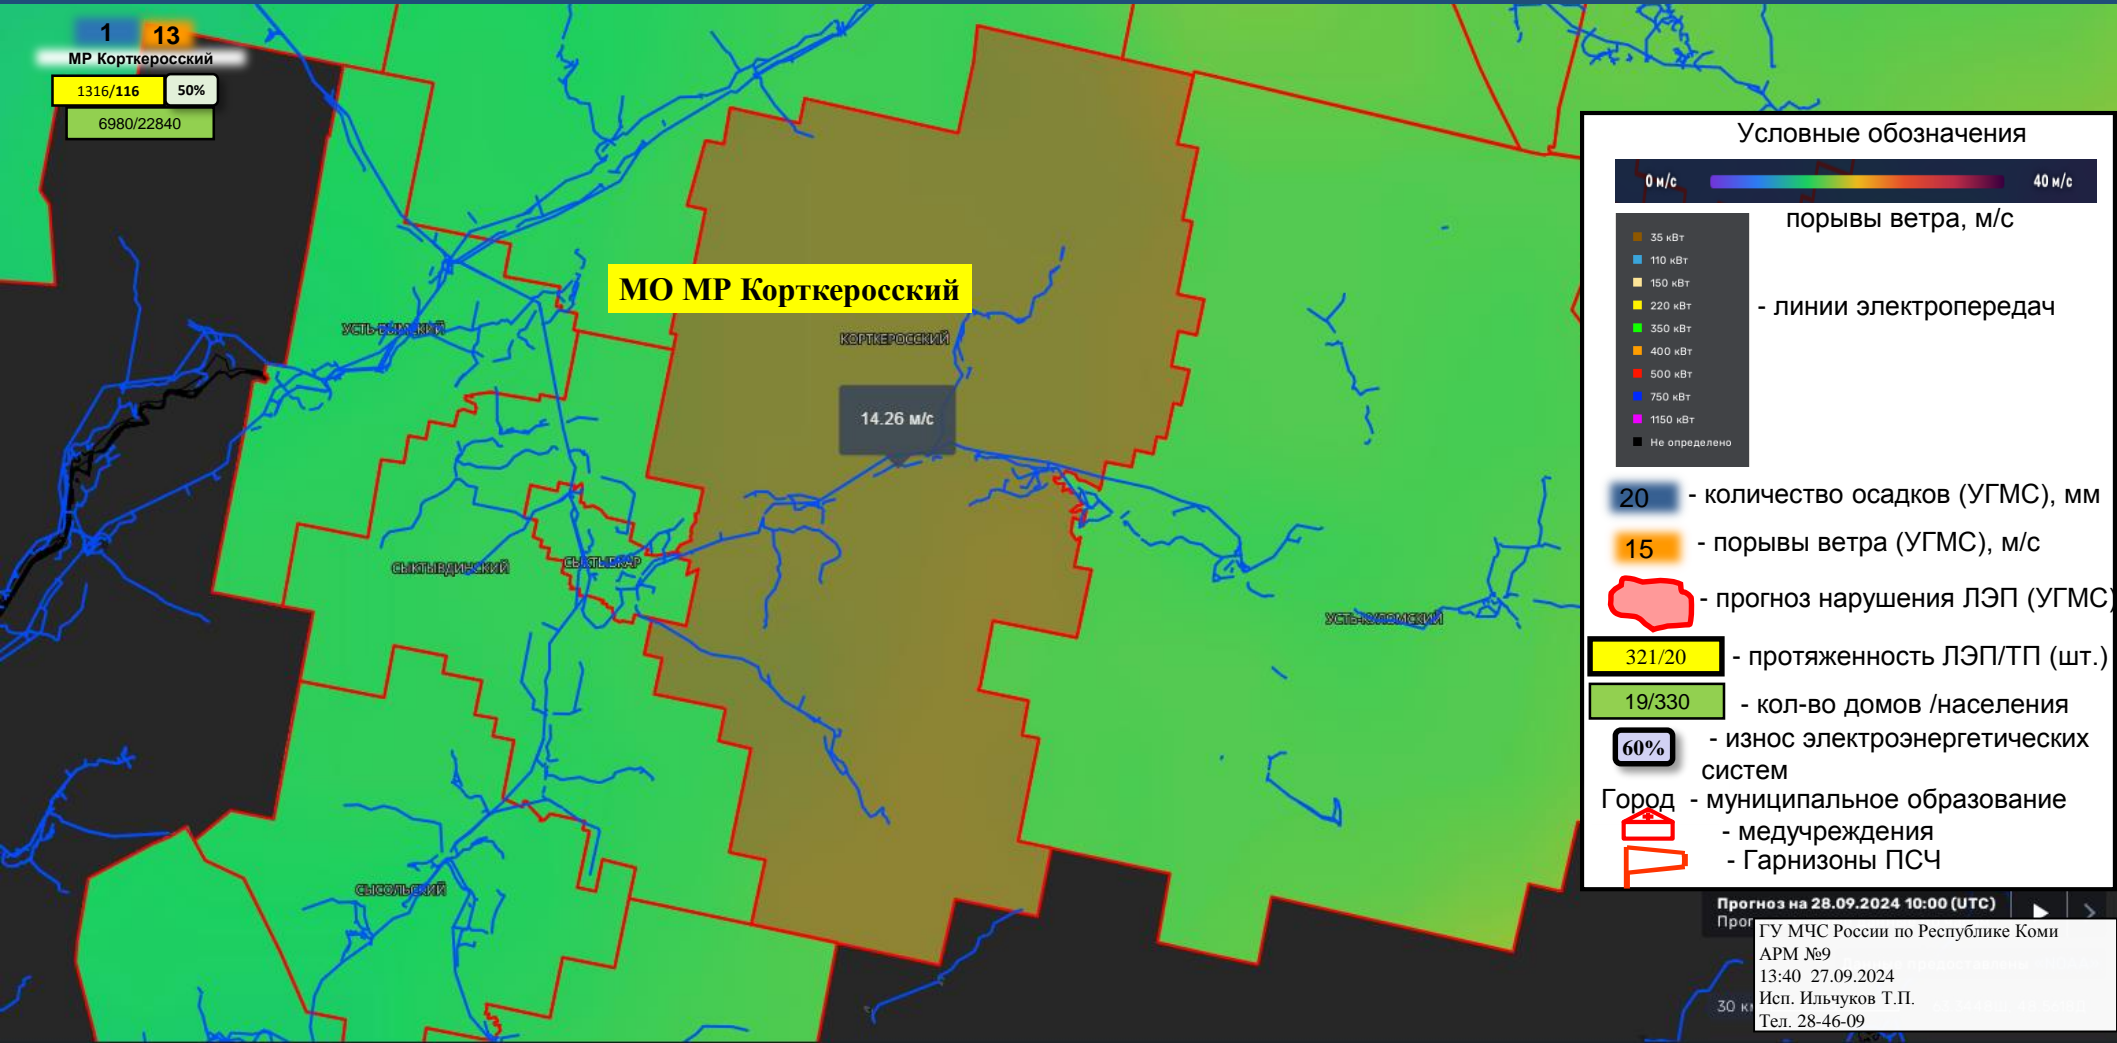 1 13
МР Корткеросский
1316/116 50%
6980/22840
МО МР Корткеросский
КОРТКЕРОССКИЙ
14.26 м/с
УСТЬ-ВЫМСКИЙ
СЫКТЫВДИНСКИЙ
СЫКТЫВКАР
УСТЬ-КУЛОМСКИЙ
СЫСОЛЬСКИЙ
Условные обозначения
0 м/с 40 м/с
порывы ветра, м/с
35 кВт
110 кВт
150 кВт
220 кВт
350 кВт
400 кВт
500 кВт
750 кВт
1150 кВт
Не определено
- линии электропередач
20 - количество осадков (УГМС), мм
15 - порывы ветра (УГМС), м/с
- прогноз нарушения ЛЭП (УГМС)
321/20 - протяженность ЛЭП/ТП (шт.)
19/330 - кол-во домов /населения
60% - износ электроэнергетических
систем
Город - муниципальное образование
- медучреждения
- Гарнизоны ПСЧ
Прогноз на 28.09.2024 10:00 (UTC)
ГУ МЧС России по Республике Коми
АРМ №9
13:40 27.09.2024
Исп. Ильчуков Т.П.
Тел. 28-46-09
30